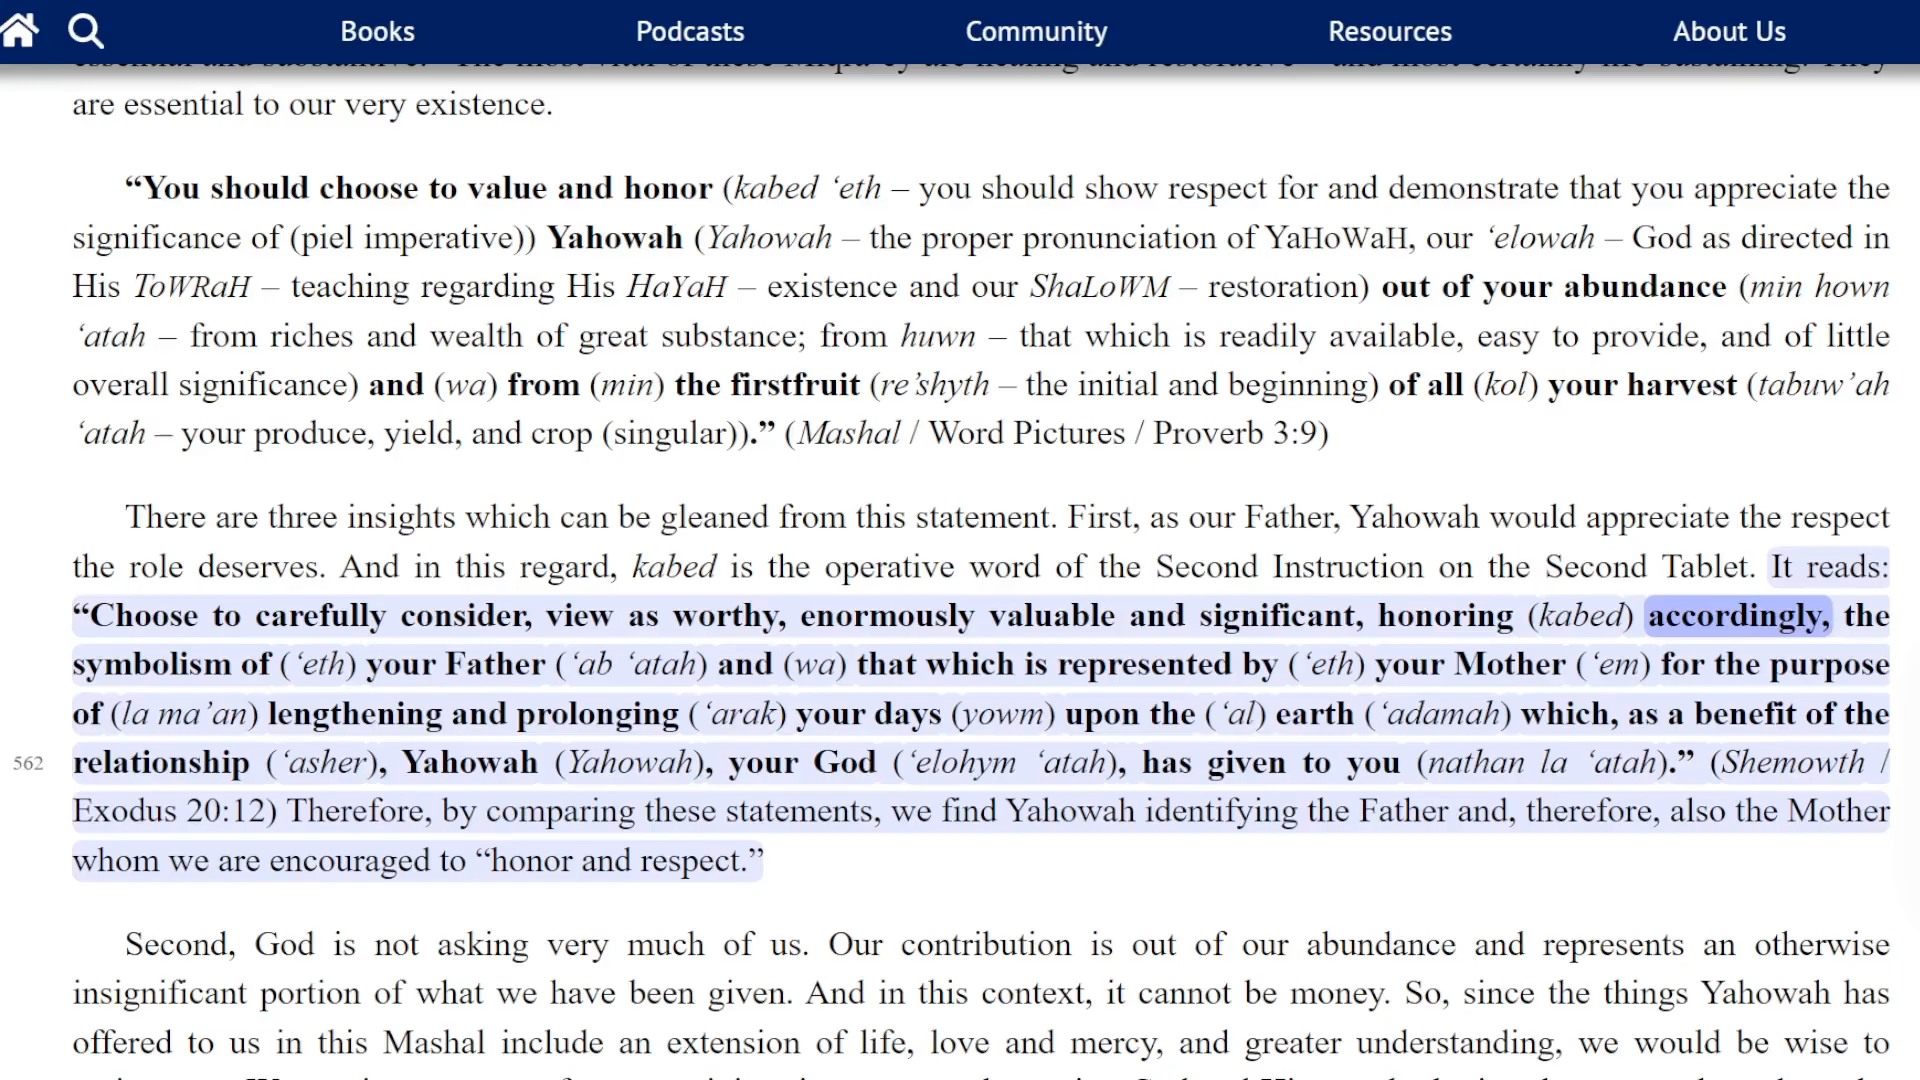 Books Podcasts Community Resources About Us
are essential to our very existence.
“You should choose to value and honor (kabed ‘eth – you should show respect for and demonstrate that you appreciate the
significance of (piel imperative)) Yahowah (Yahowah – the proper pronunciation of YaHoWaH, our ‘elowah – God as directed in
His ToWRaH – teaching regarding His HaYaH – existence and our ShaLoWM – restoration) out of your abundance (min hown
‘atah – from riches and wealth of great substance; from huwn – that which is readily available, easy to provide, and of little
overall significance) and (wa) from (min) the firstfruit (re’shyth – the initial and beginning) of all (kol) your harvest (tabuw’ah
‘atah – your produce, yield, and crop (singular)).” (Mashal / Word Pictures / Proverb 3:9)
There are three insights which can be gleaned from this statement. First, as our Father, Yahowah would appreciate the respect
the role deserves. And in this regard, kabed is the operative word of the Second Instruction on the Second Tablet. It reads:
“Choose to carefully consider, view as worthy, enormously valuable and significant, honoring (kabed) accordingly, the
symbolism of (‘eth) your Father (‘ab ‘atah) and (wa) that which is represented by (‘eth) your Mother (‘em) for the purpose
of (la ma’an) lengthening and prolonging (‘arak) your days (yowm) upon the (‘al) earth (‘adamah) which, as a benefit of the
562 relationship (‘asher), Yahowah (Yahowah), your God (‘elohym ‘atah), has given to you (nathan la ‘atah).” (Shemowth /
Exodus 20:12) Therefore, by comparing these statements, we find Yahowah identifying the Father and, therefore, also the Mother
whom we are encouraged to “honor and respect.”
Second, God is not asking very much of us. Our contribution is out of our abundance and represents an otherwise
insignificant portion of what we have been given. And in this context, it cannot be money. So, since the things Yahowah has
offered to us in this Mashal include an extension of life, love and mercy, and greater understanding, we would be wise to